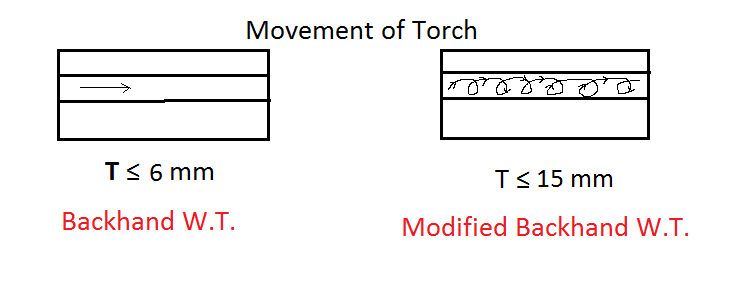 Movement of Torch
T ≤ 6 mm
T ≤ 15 mm
Backhand W.T.
Modified Backhand W.T.